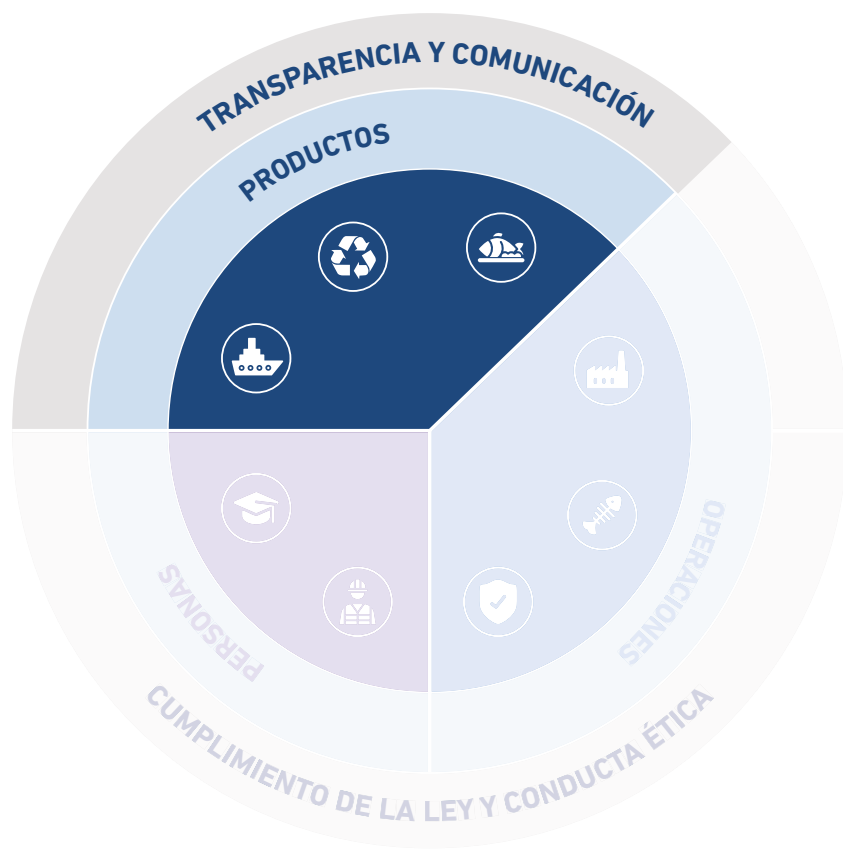 TRANSPARENCIA Y COMUNICACIÓN
PRODUCTOS
OPERACIONES
PERSONAS
CUMPLIMIENTO DE LA LEY Y CONDUCTA ÉTICA